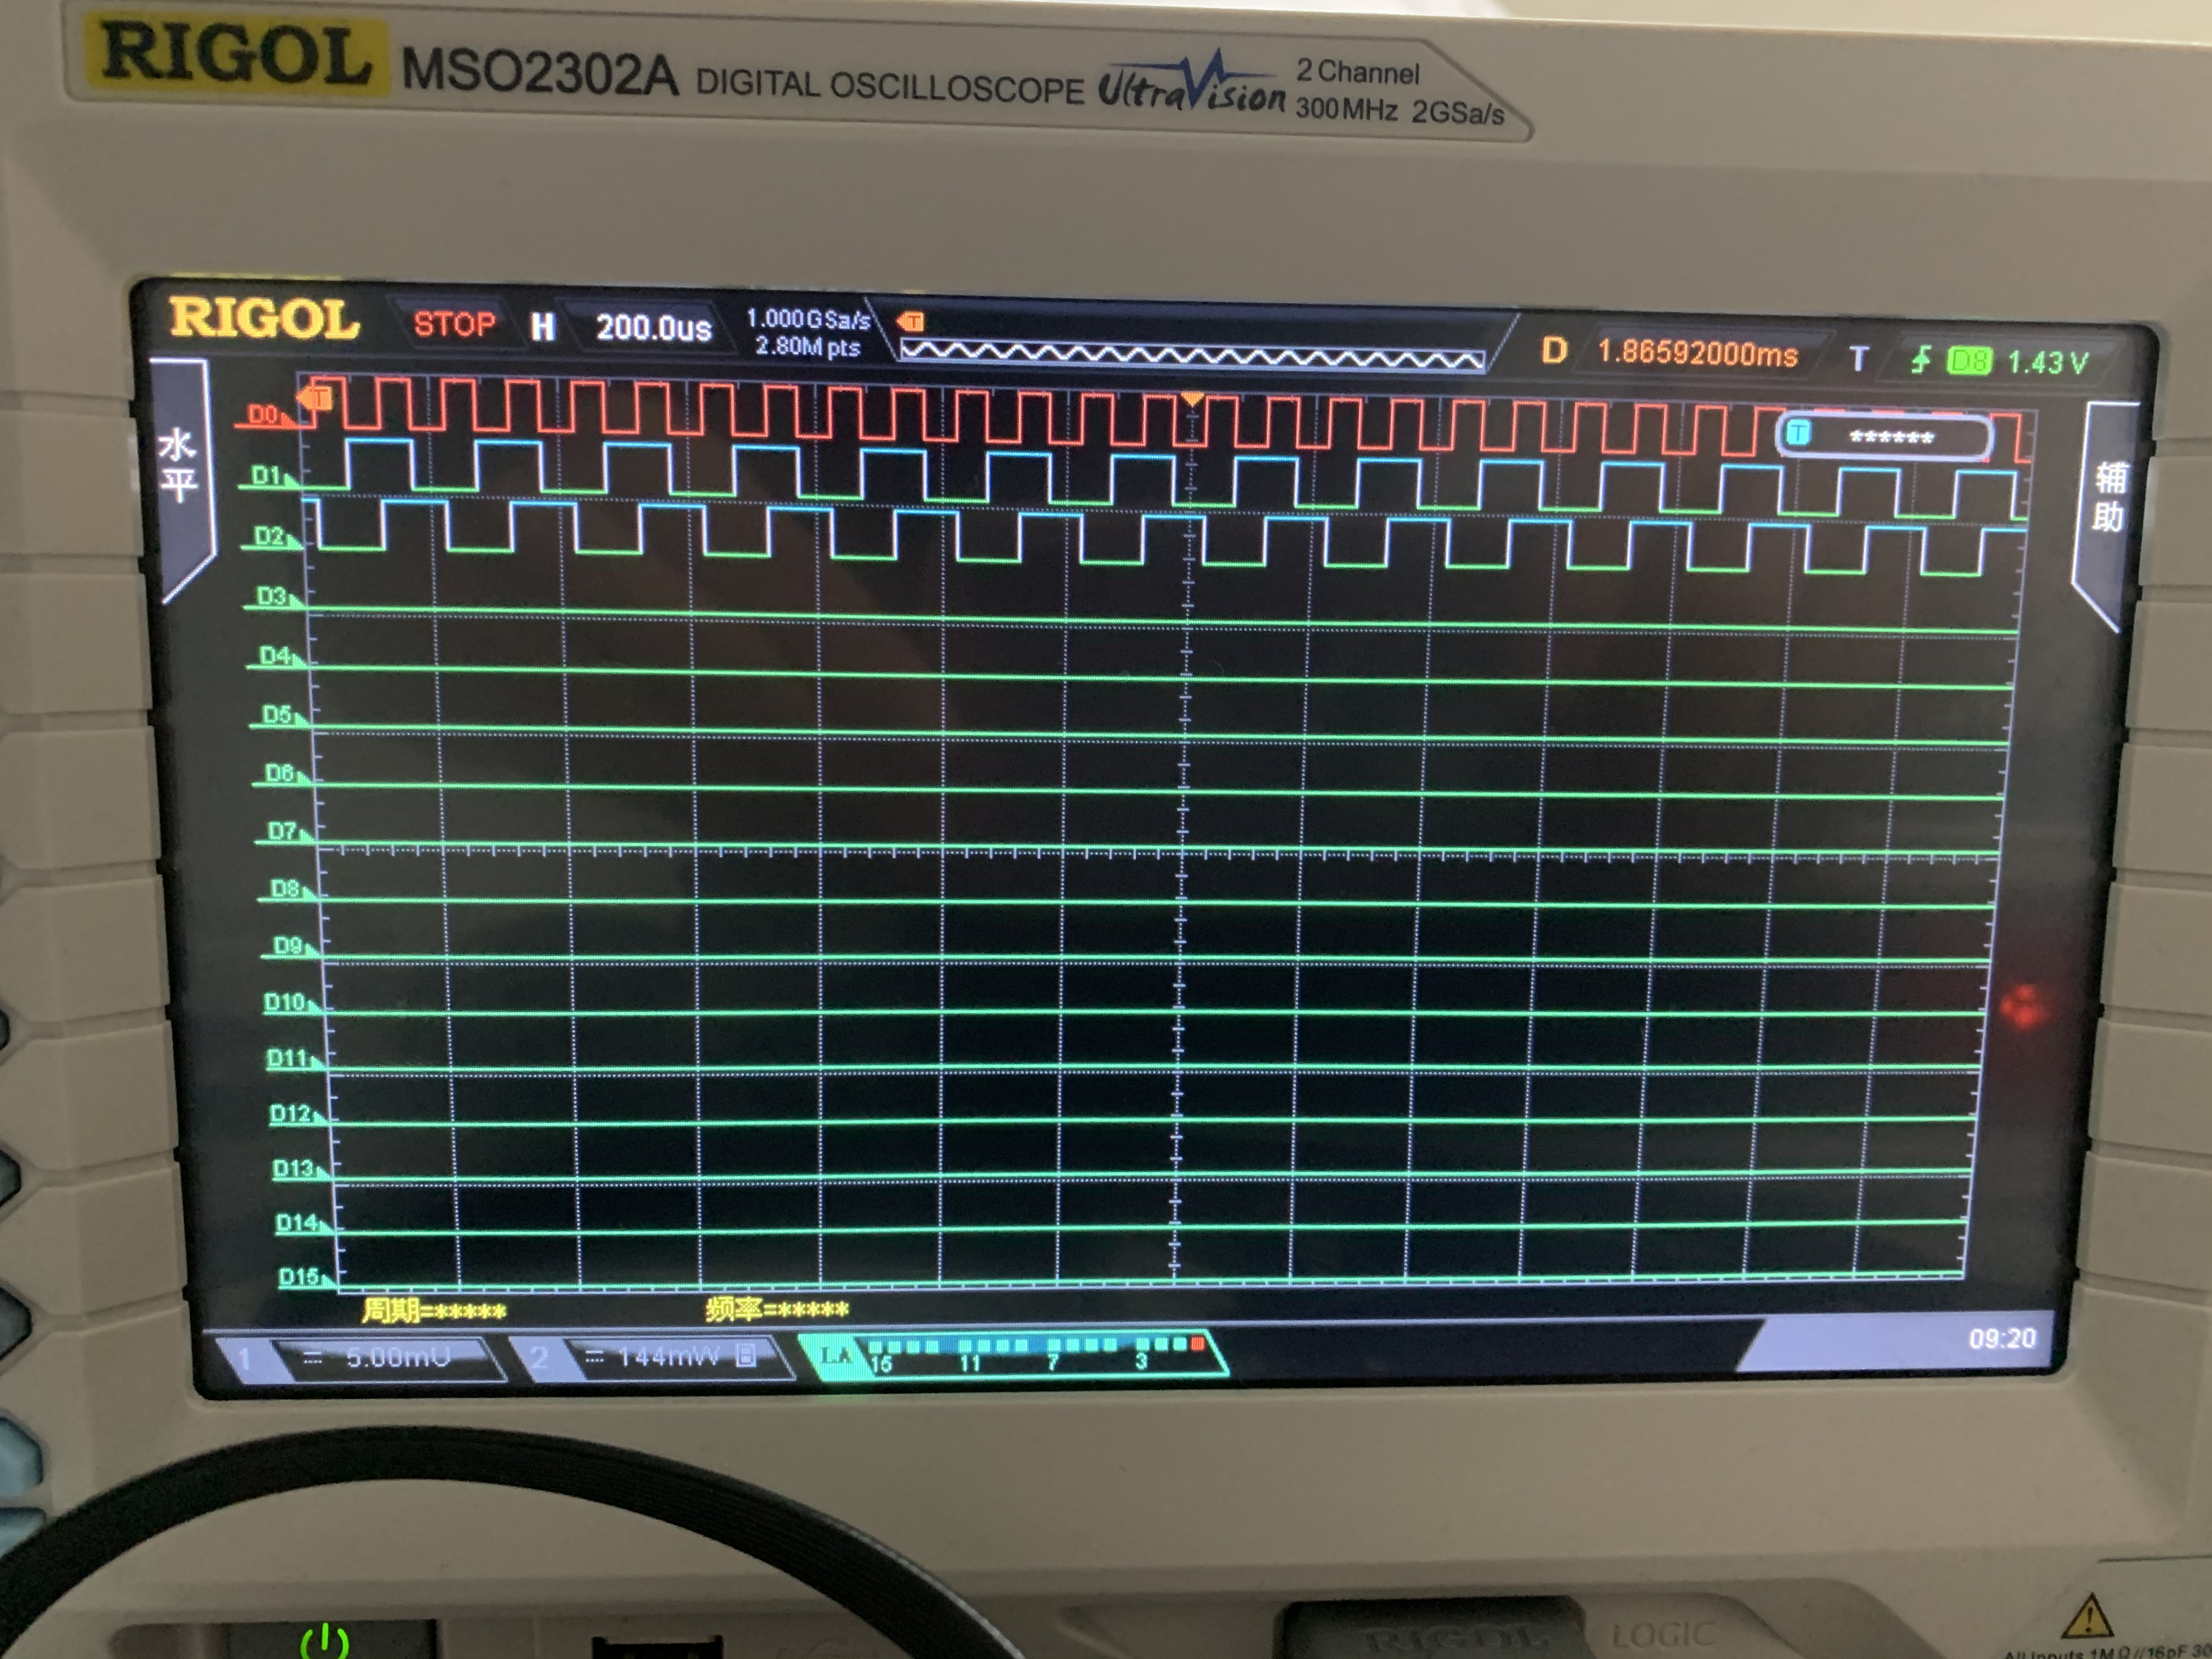 RIGOL MSO2302A DIGITAL OSCILLOSCOPE UltraVision 2 Channel
300MHz 2GSa/s
RIGOL STOP H 200.0us 1.000GSa/s
2.80M pts
T
D 1.86592000ms T D8 1.43 V
水平
辅助
T
T ******
D0
D1
D2
D3
D4
D5
D6
D7
D8
D9
D10
D11
D12
D13
D14
D15
周期=***** 频率=*****
1 5.00mU 2 144mW B LA 15 11 7 3 09:20
RIGOL LOGIC